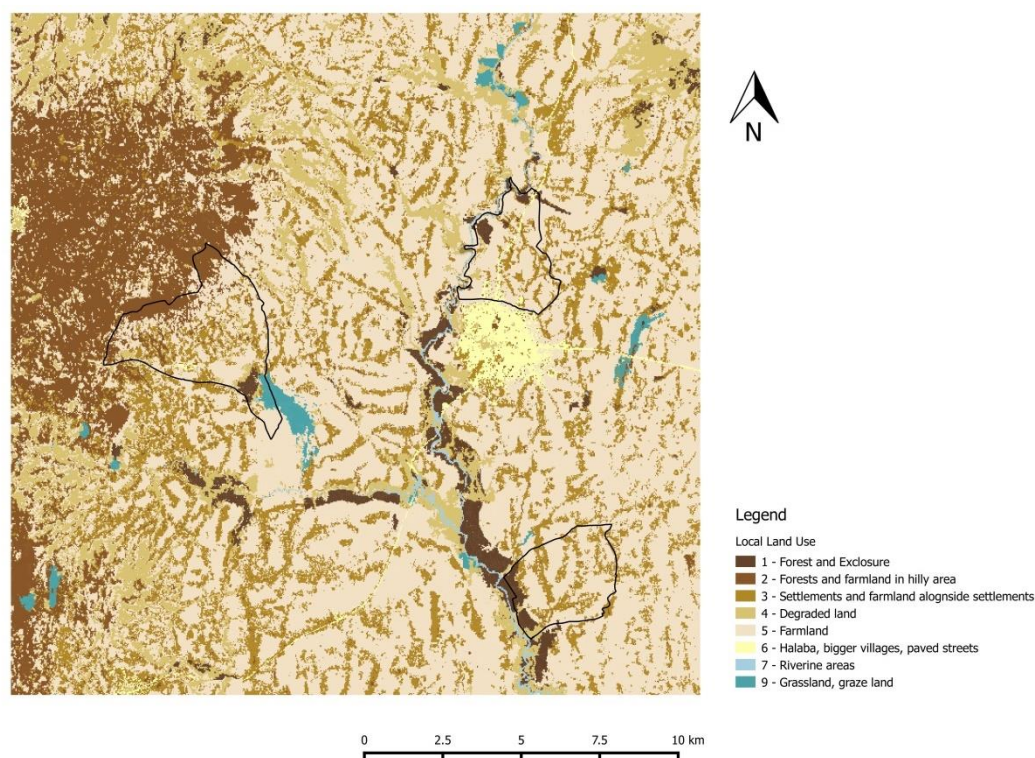 N
Legend
Local Land Use
1 - Forest and Exclosure
2 - Forests and farmland in hilly area
3 - Settlements and farmland alognside settlements
4 - Degraded land
5 - Farmland
6 - Halaba, bigger villages, paved streets
7 - Riverine areas
9 - Grassland, graze land
0 2.5 5 7.5 10 km